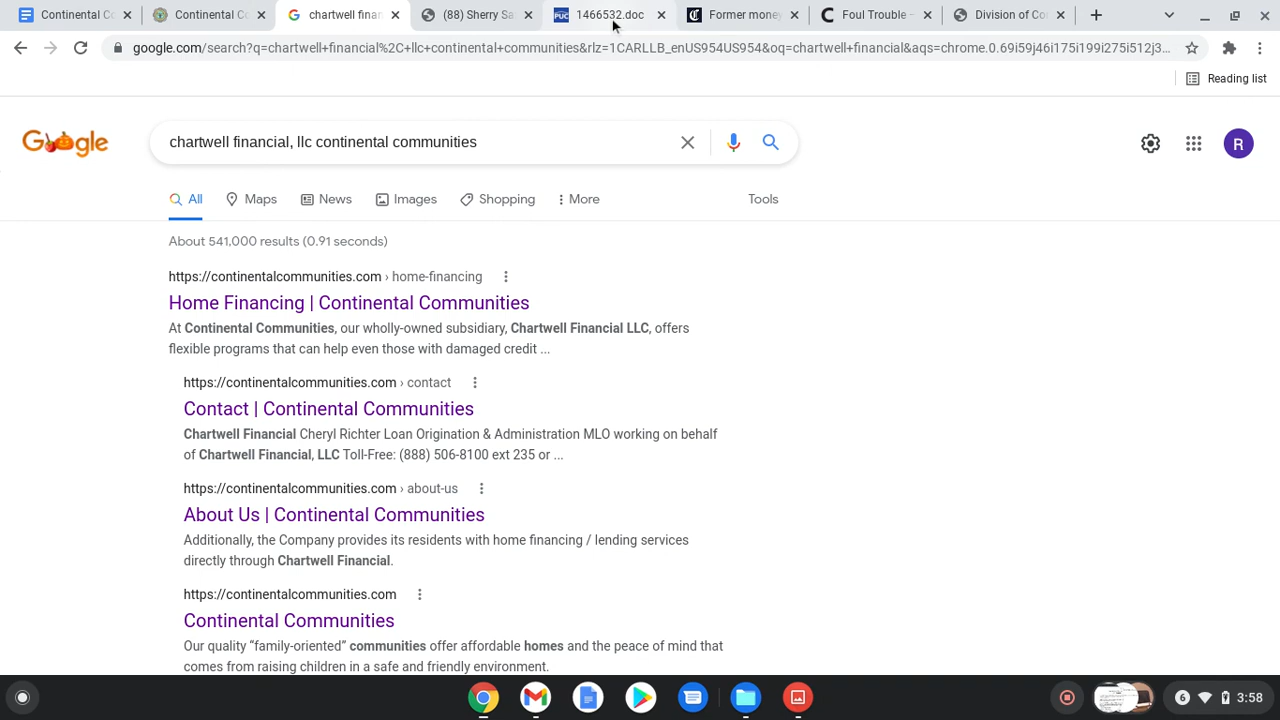 Continental Co
Continental Co
chartwell finan
(88) Sherry Sa
PUC
1466532.doc
Former money
Foul Trouble –
Division of Co
google.com/search?q=chartwell+financial%2C+llc+continental+communities&rlz=1CARLLB_enUS954US954&oq=chartwell+financial&aqs=chrome.0.69i59j46i175i199i275i512j3...
Reading list
Google
chartwell financial, llc continental communities
R
All
Maps
News
Images
Shopping
More
Tools
About 541,000 results (0.91 seconds)
https://continentalcommunities.com › home-financing
Home Financing | Continental Communities
At Continental Communities, our wholly-owned subsidiary, Chartwell Financial LLC, offers
flexible programs that can help even those with damaged credit ...
https://continentalcommunities.com › contact
Contact | Continental Communities
Chartwell Financial Cheryl Richter Loan Origination & Administration MLO working on behalf
of Chartwell Financial, LLC Toll-Free: (888) 506-8100 ext 235 or ...
https://continentalcommunities.com › about-us
About Us | Continental Communities
Additionally, the Company provides its residents with home financing / lending services
directly through Chartwell Financial.
https://continentalcommunities.com
Continental Communities
Our quality “family-oriented” communities offer affordable homes and the peace of mind that
comes from raising children in a safe and friendly environment.
6
3:58